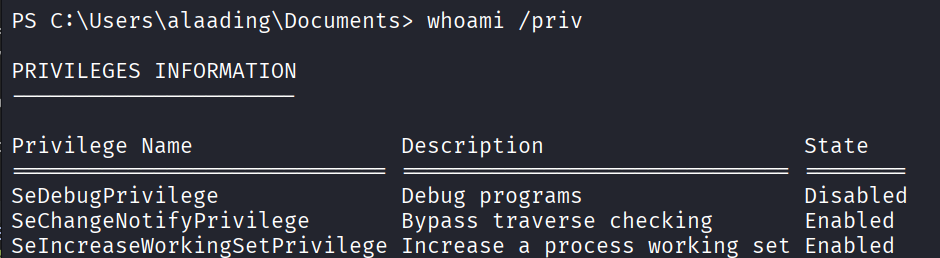 PS C:\Users\alaading\Documents> whoami /priv
PRIVILEGES INFORMATION
----------------------
Privilege Name                Description                    State
============================= ============================== ========
SeDebugPrivilege              Debug programs                 Disabled
SeChangeNotifyPrivilege       Bypass traverse checking       Enabled
SeIncreaseWorkingSetPrivilege Increase a process working set Enabled